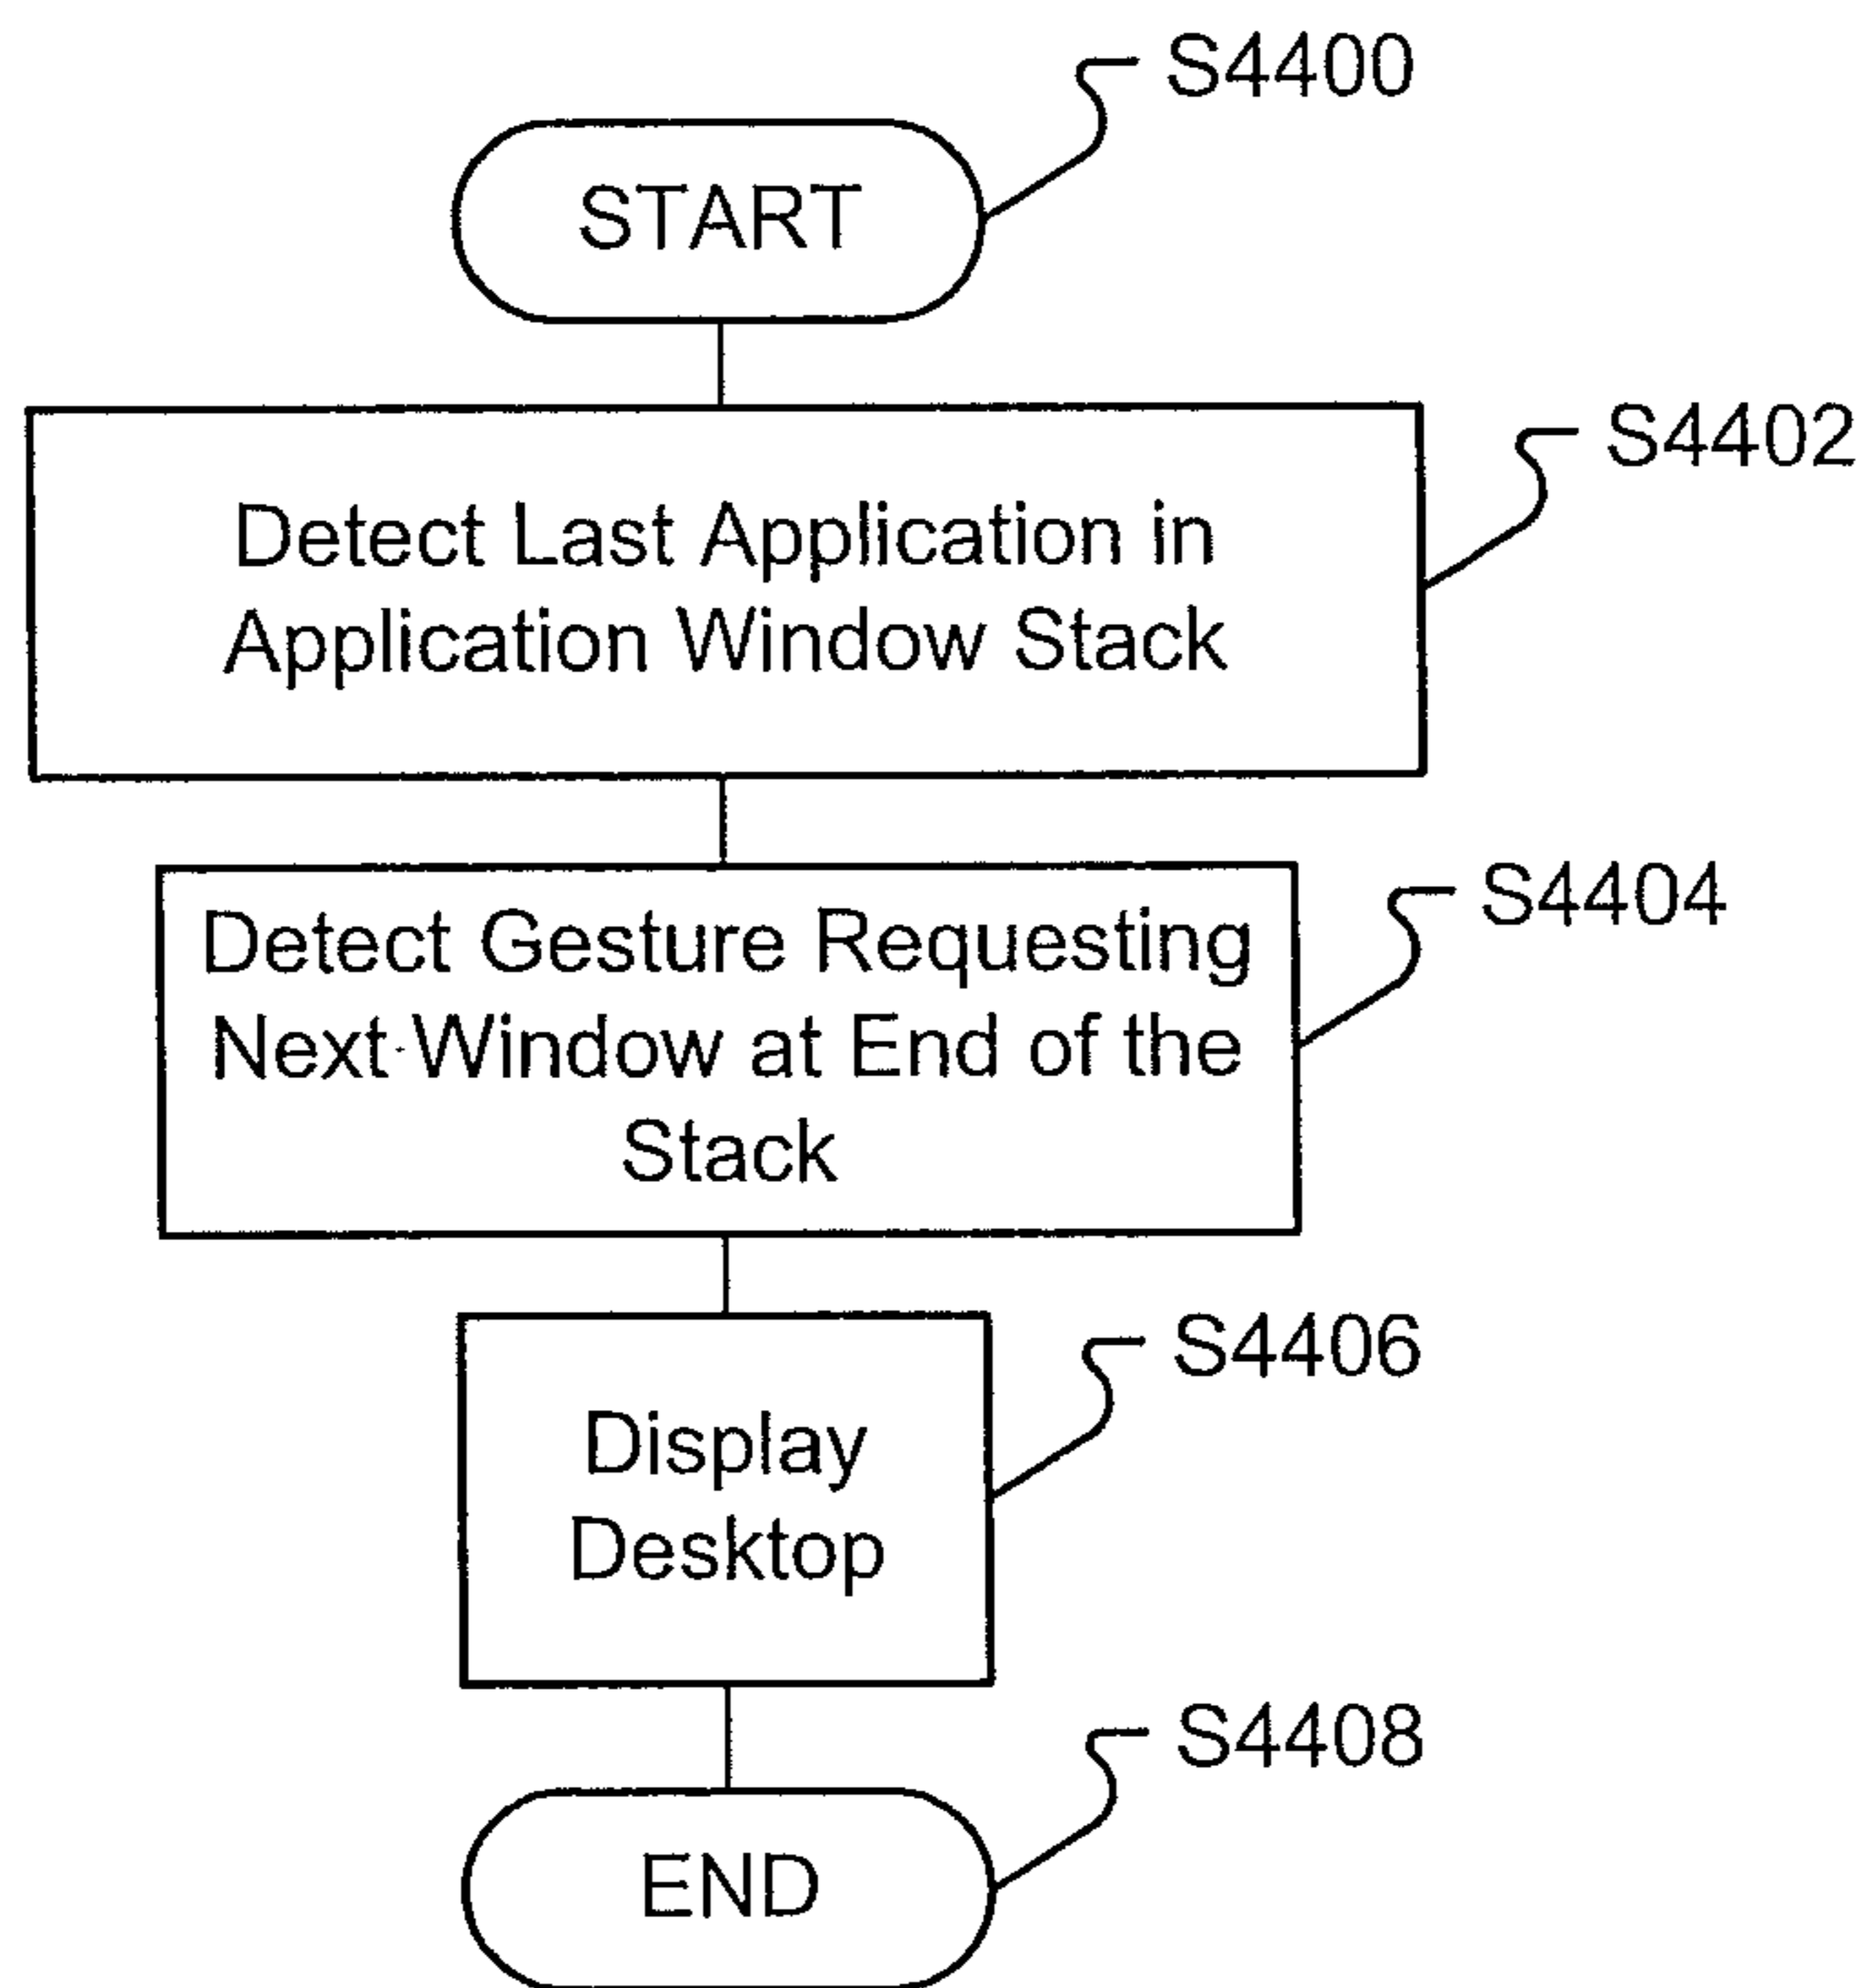 S4400
START
S4402
Detect Last Application in
Application Window Stack
S4404
Detect Gesture Requesting
Next Window at End of the
Stack
S4406
Display
Desktop
S4408
END